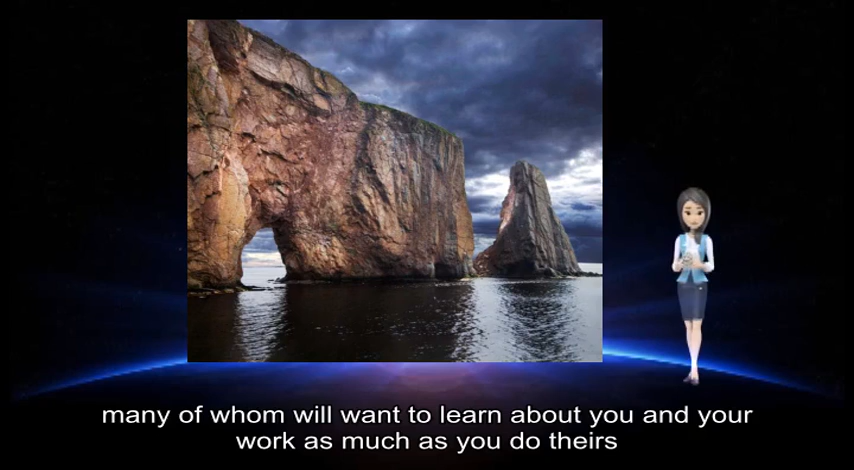 many of whom will want to learn about you and your
work as much as you do theirs